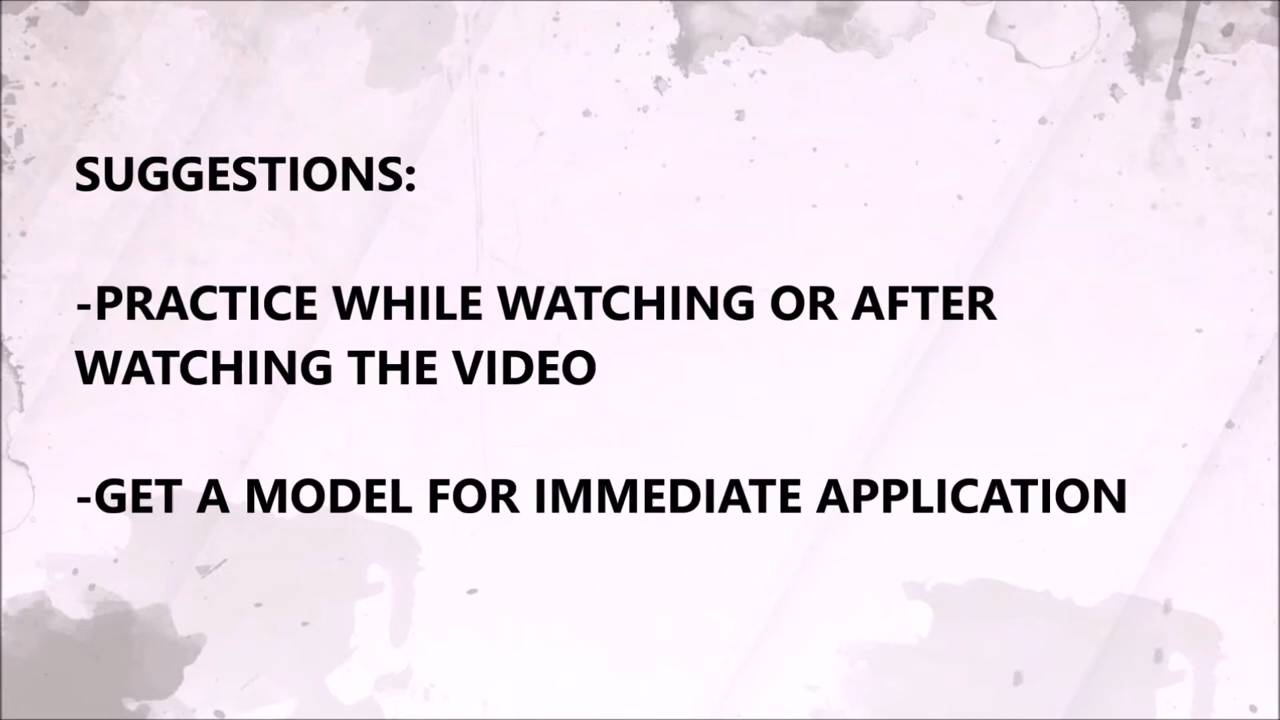 SUGGESTIONS:
-PRACTICE WHILE WATCHING OR AFTER
WATCHING THE VIDEO
-GET A MODEL FOR IMMEDIATE APPLICATION